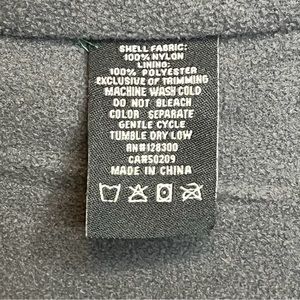 SHELL FABRIC:
100% NYLON
LINING:
100% POLYESTER
EXCLUSIVE OF TRIMMING
MACHINE WASH COLD
DO NOT BLEACH
COLOR SEPARATE
GENTLE CYCLE
TUMBLE DRY LOW
RN#128300
CA#50209
MADE IN CHINA